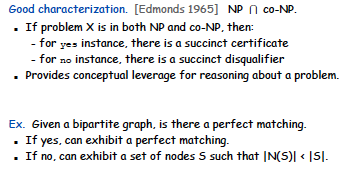 Good characterization. [Edmonds 1965] NP ∩ co-NP.
▪ If problem X is in both NP and co-NP, then:
- for yes instance, there is a succinct certificate
- for no instance, there is a succinct disqualifier
▪ Provides conceptual leverage for reasoning about a problem.
Ex. Given a bipartite graph, is there a perfect matching.
▪ If yes, can exhibit a perfect matching.
▪ If no, can exhibit a set of nodes S such that |N(S)| < |S|.